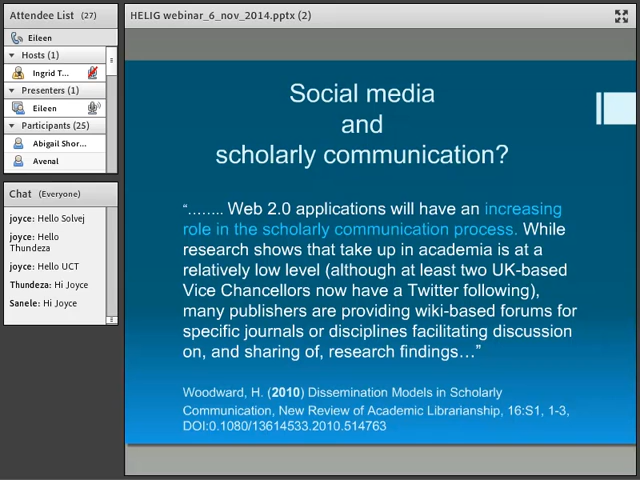 Attendee List (27)
Eileen
Hosts (1)
Ingrid T...
Presenters (1)
Eileen
Participants (25)
Abigail Shor...
Avenal
Chat (Everyone)
joyce: Hello Solvej
joyce: Hello
Thundeza
joyce: Hello UCT
Thundeza: Hi Joyce
Sanele: Hi Joyce
HELIG webinar_6_nov_2014.pptx (2)
Social media
and
scholarly communication?
“........ Web 2.0 applications will have an increasing
role in the scholarly communication process. While
research shows that take up in academia is at a
relatively low level (although at least two UK-based
Vice Chancellors now have a Twitter following),
many publishers are providing wiki-based forums for
specific journals or disciplines facilitating discussion
on, and sharing of, research findings…”
Woodward, H. (2010) Dissemination Models in Scholarly
Communication, New Review of Academic Librarianship, 16:S1, 1-3,
DOI:0.1080/13614533.2010.514763